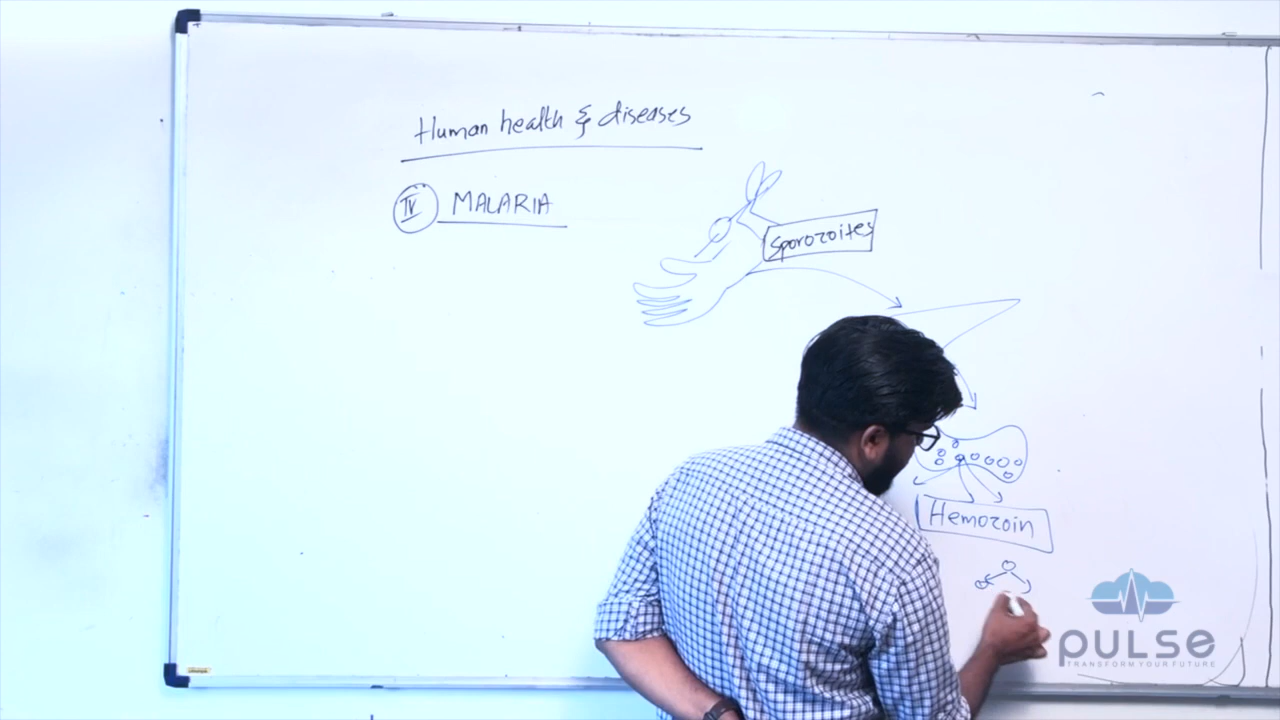 Human health & diseases
IV MALARIA
Sporozoites
Hemozoin
PULSE
TRANSFORM YOUR FUTURE